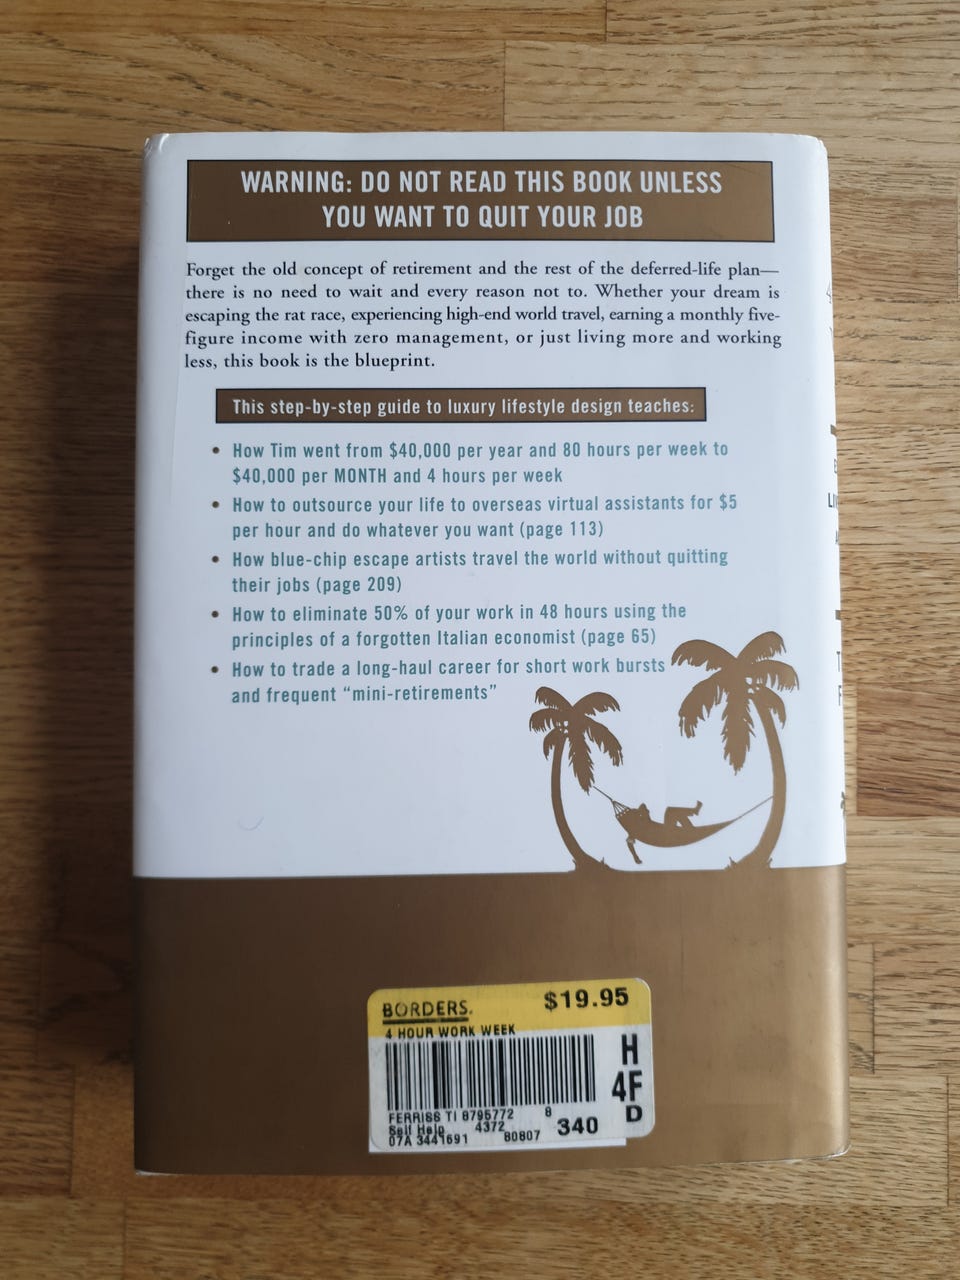 WARNING: DO NOT READ THIS BOOK UNLESS
YOU WANT TO QUIT YOUR JOB
Forget the old concept of retirement and the rest of the deferred-life plan—
there is no need to wait and every reason not to. Whether your dream is
escaping the rat race, experiencing high-end world travel, earning a monthly five-
figure income with zero management, or just living more and working
less, this book is the blueprint.
This step-by-step guide to luxury lifestyle design teaches:
• How Tim went from $40,000 per year and 80 hours per week to
$40,000 per MONTH and 4 hours per week
• How to outsource your life to overseas virtual assistants for $5
per hour and do whatever you want (page 113)
• How blue-chip escape artists travel the world without quitting
their jobs (page 209)
• How to eliminate 50% of your work in 48 hours using the
principles of a forgotten Italian economist (page 65)
• How to trade a long-haul career for short work bursts
and frequent “mini-retirements”
BORDERS. $19.95
4 HOUR WORK WEEK
H
4F
D
FERRISS TI 8795772 8
Self Help 4372 340
07A 3441691 80807